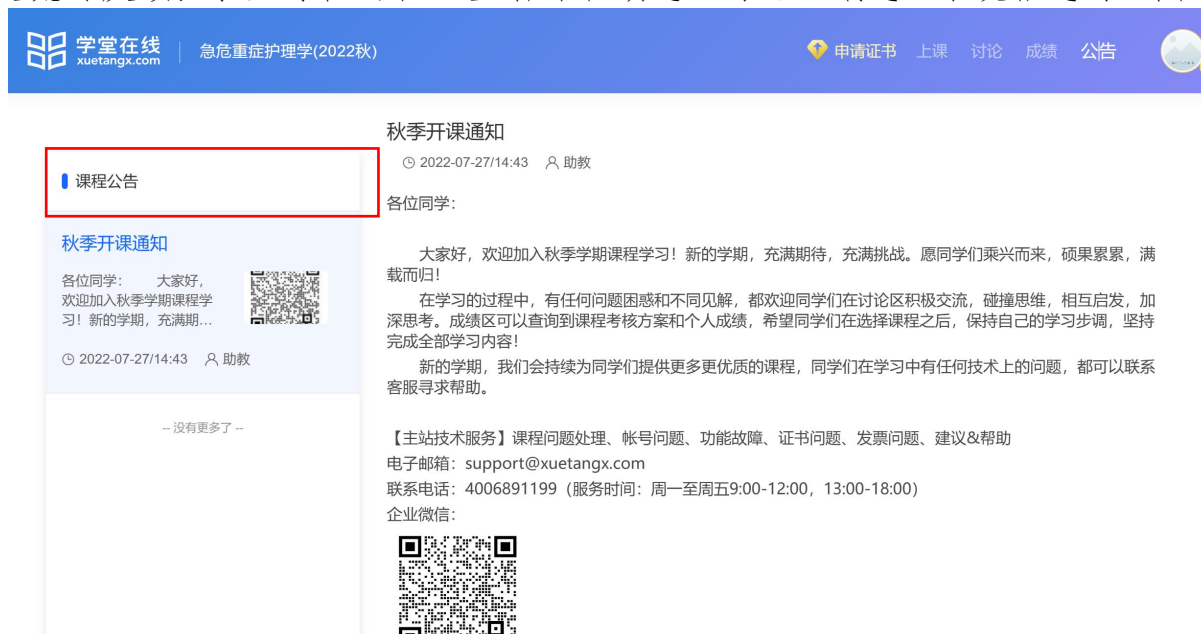 学堂在线
xuetangx.com
急危重症护理学(2022秋)
申请证书 上课 讨论 成绩 公告
课程公告
秋季开课通知
各位同学： 大家好，
欢迎加入秋季学期课程学
习！新的学期，充满期...
2022-07-27/14:43 助教
-- 没有更多了 --
秋季开课通知
2022-07-27/14:43 助教
各位同学：
大家好，欢迎加入秋季学期课程学习！新的学期，充满期待，充满挑战。愿同学们乘兴而来，硕果累累，满
载而归！
在学习的过程中，有任何问题困惑和不同见解，都欢迎同学们在讨论区积极交流，碰撞思维，相互启发，加
深思考。成绩区可以查询到课程考核方案和个人成绩，希望同学们在选择课程之后，保持自己的学习步调，坚持
完成全部学习内容！
新的学期，我们会持续为同学们提供更多更优质的课程，同学们在学习中有任何技术上的问题，都可以联系
客服寻求帮助。
【主站技术服务】课程问题处理、帐号问题、功能故障、证书问题、发票问题、建议&帮助
电子邮箱：support@xuetangx.com
联系电话：4006891199（服务时间：周一至周五9:00-12:00，13:00-18:00）
企业微信：